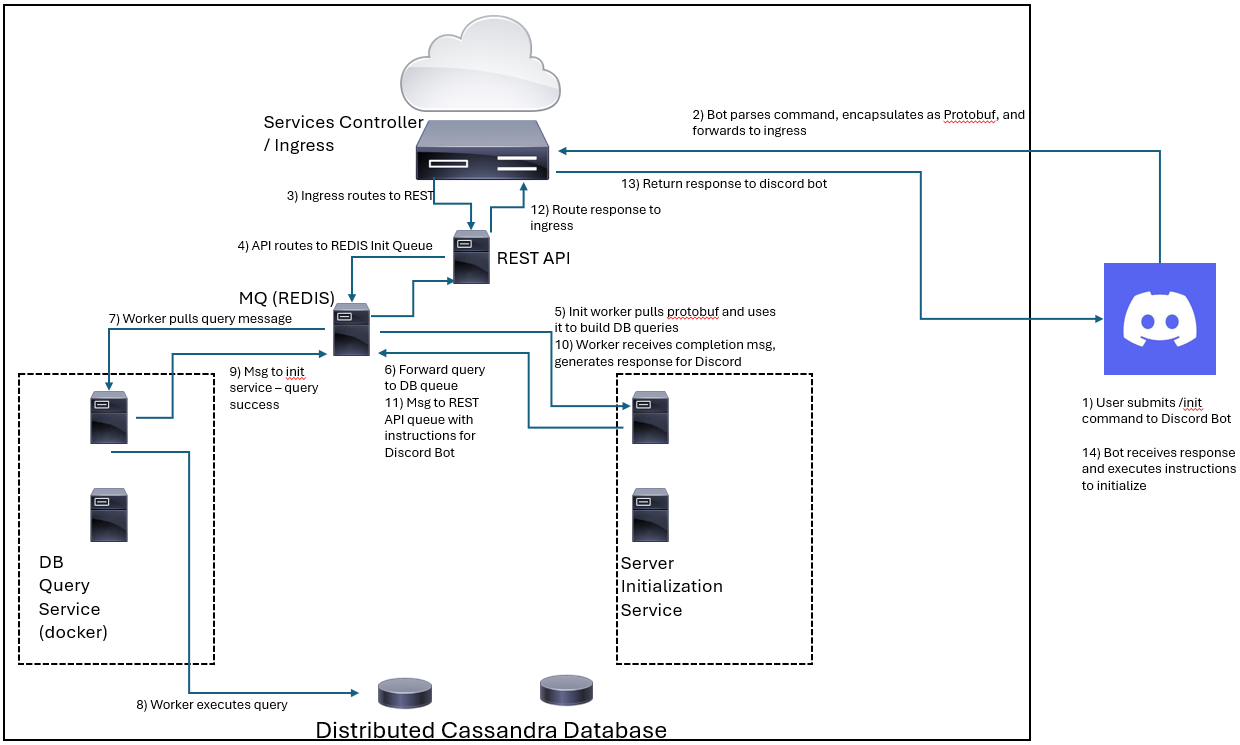 Services Controller
/ Ingress
2) Bot parses command, encapsulates as Protobuf, and
forwards to ingress
13) Return response to discord bot
3) Ingress routes to REST
12) Route response to
ingress
4) API routes to REDIS Init Queue
REST API
MQ (REDIS)
7) Worker pulls query message
5) Init worker pulls protobuf and uses
it to build DB queries
10) Worker receives completion msg,
generates response for Discord
9) Msg to init
service – query
success
6) Forward query
to DB queue
11) Msg to REST
API queue with
instructions for
Discord Bot
1) User submits /init
command to Discord Bot
14) Bot receives response
and executes instructions
to initialize
DB
Query
Service
(docker)
Server
Initialization
Service
8) Worker executes query
Distributed Cassandra Database